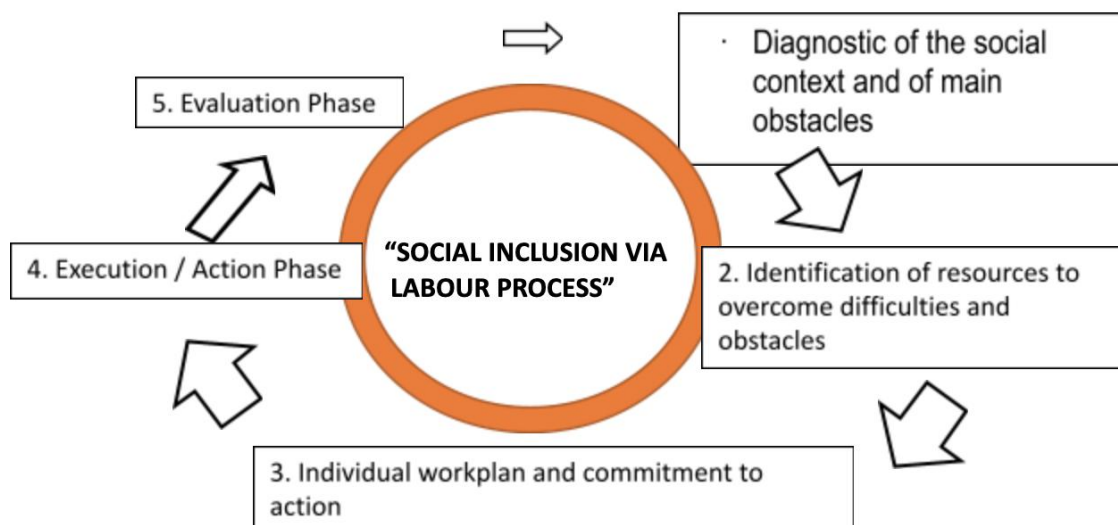 · Diagnostic of the social
context and of main
obstacles
2. Identification of resources to
overcome difficulties and
obstacles
3. Individual workplan and commitment to
action
4. Execution / Action Phase
5. Evaluation Phase
“SOCIAL INCLUSION VIA
LABOUR PROCESS”